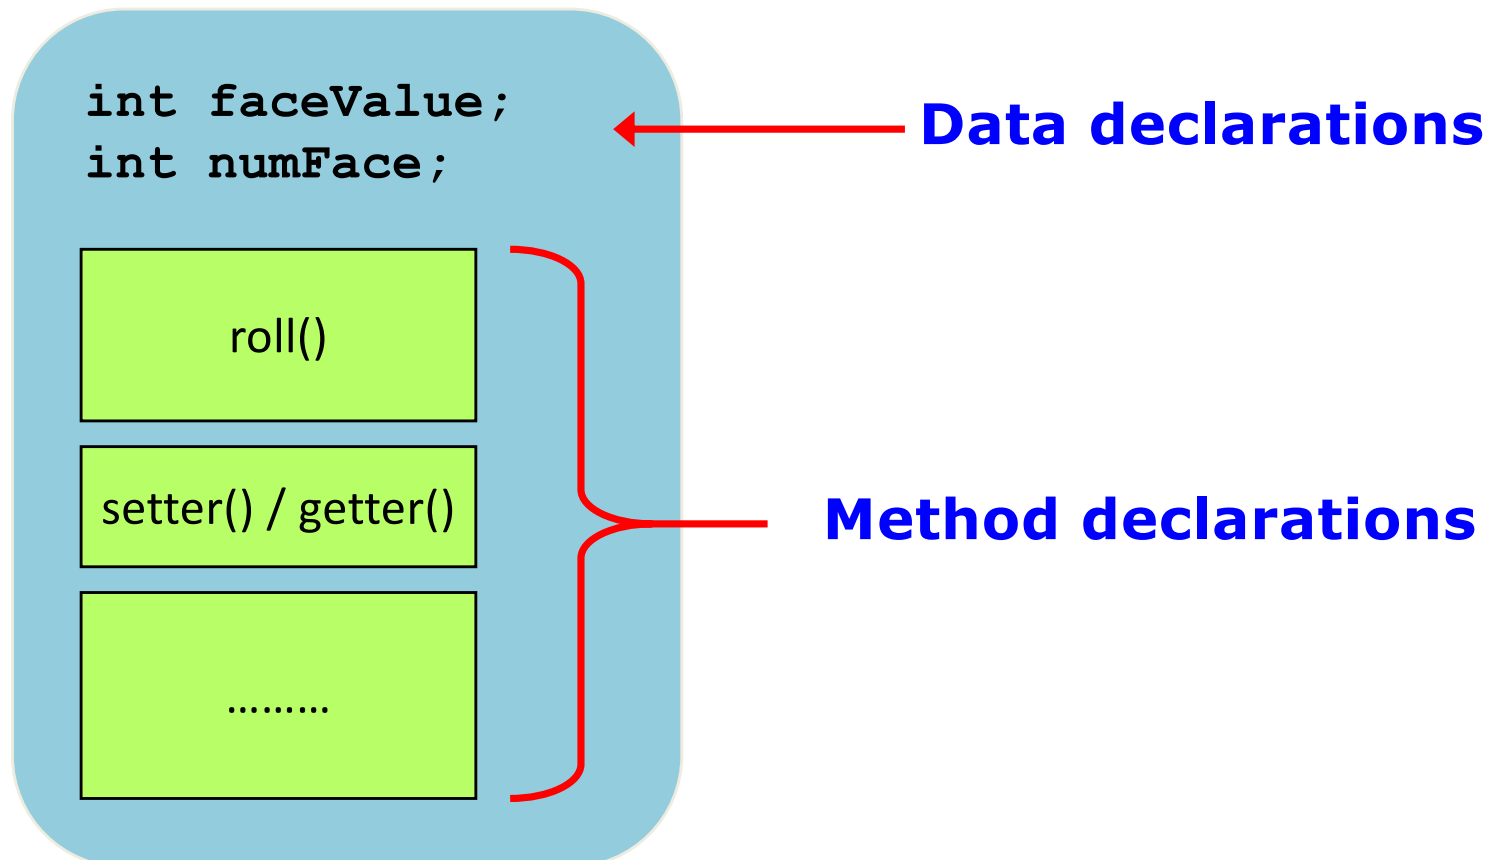 int faceValue;
Data declarations
int numFace;
roll()
setter() / getter()
Method declarations
.........